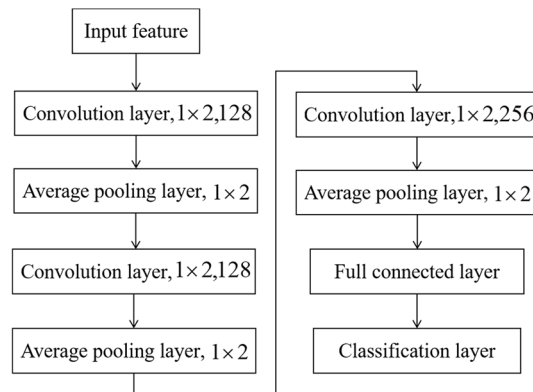 Input feature
Convolution layer,1×2,128
Average pooling layer, 1×2
Convolution layer,1×2,128
Average pooling layer, 1×2
Convolution layer,1×2,256
Average pooling layer, 1×2
Full connected layer
Classification layer